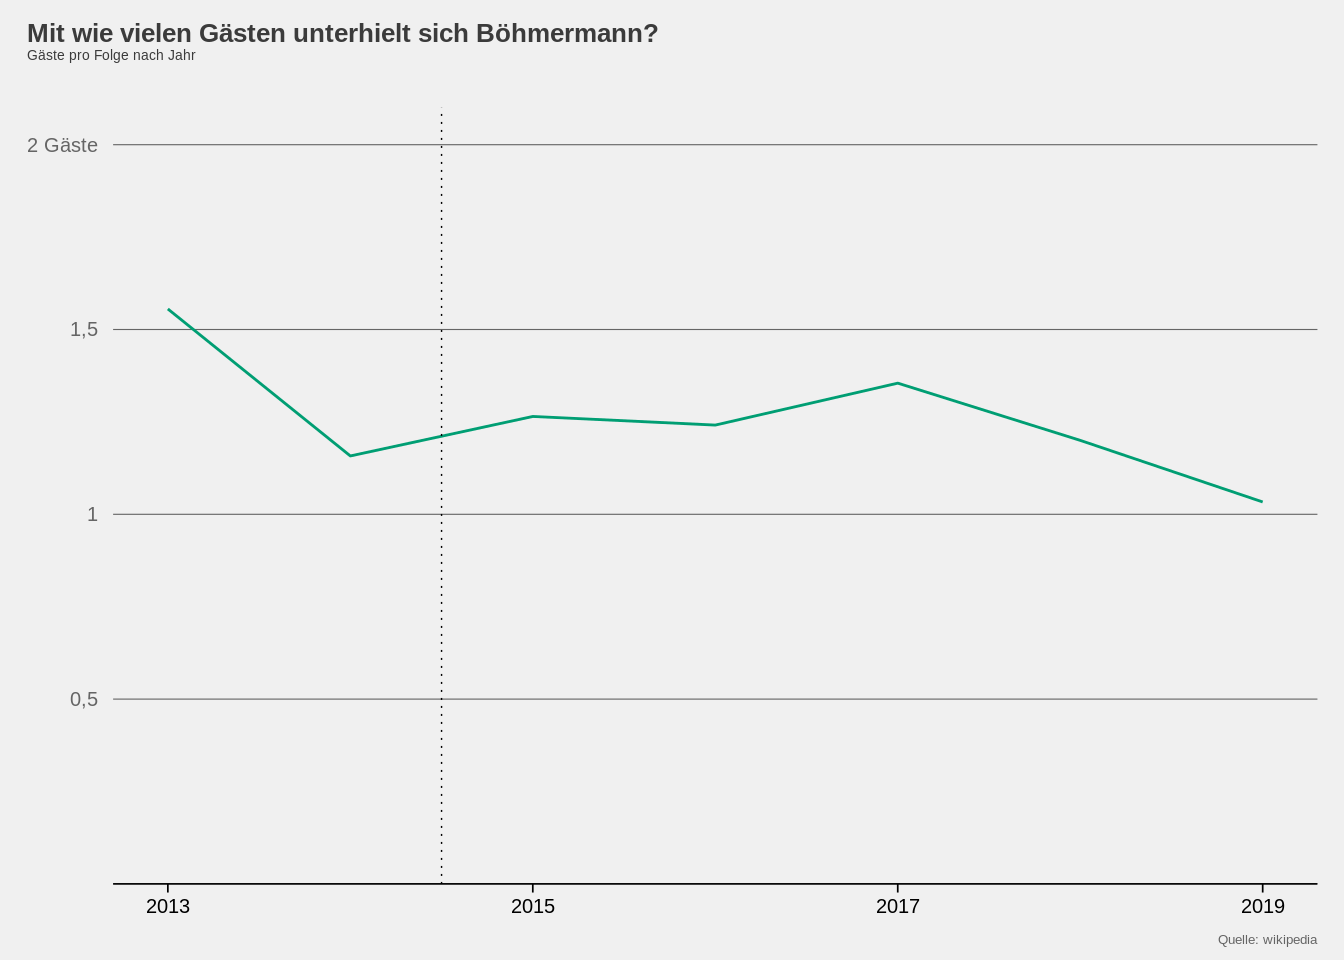 Mit wie vielen Gästen unterhielt sich Böhmermann?
Gäste pro Folge nach Jahr
2 Gäste
1,5
1
0,5
2013
2015
2017
2019
Quelle: wikipedia